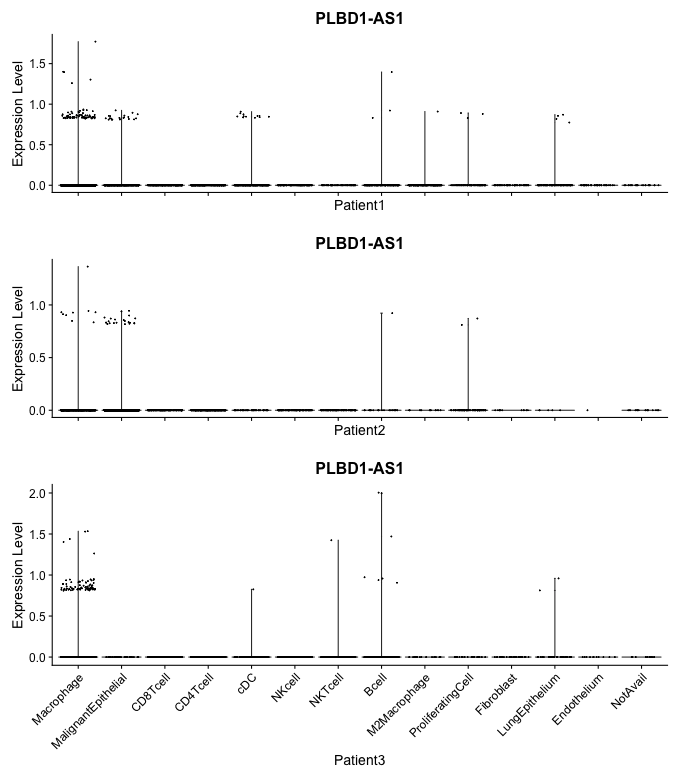 PLBD1-AS1
Expression Level
1.5
1.0
0.5
0.0
Patient1
PLBD1-AS1
Expression Level
1.0
0.5
0.0
Patient2
PLBD1-AS1
Expression Level
2.0
1.5
1.0
0.5
0.0
Macrophage
MalignantEpithelial
CD8Tcell
CD4Tcell
cDC
NKcell
NKTcell
Bcell
M2Macrophage
ProliferatingCell
Fibroblast
LungEpithelium
Endothelium
NotAvail
Patient3